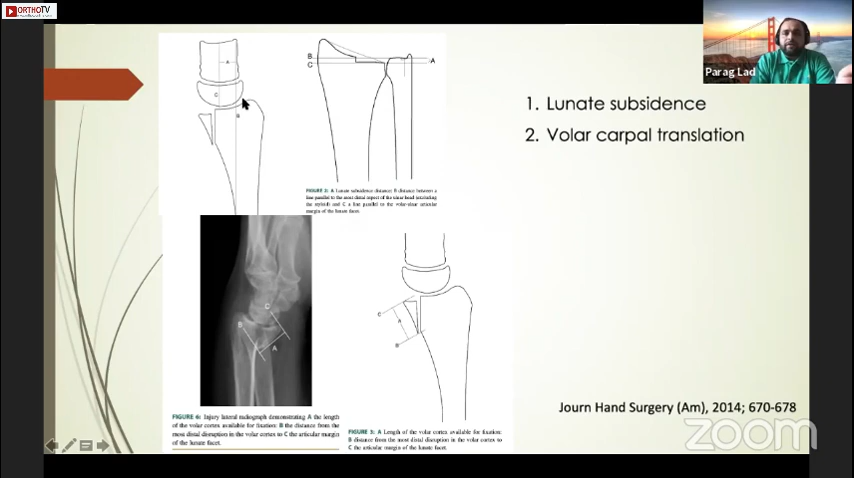 ORTHOTV
Parag Lad
1. Lunate subsidence
2. Volar carpal translation
A
C
B
B
C
A
FIGURE 3: A Lunate subsidence distance: B distance between a
line parallel to the most distal aspect of the ulnar head (excluding
the styloid) and C a line parallel to the volar-ulnar articular
margin of the lunate facet.
C
B
A
C
A
B
FIGURE 6: Injury lateral radiograph demonstrating A the length
of the volar cortex available for fixation: B the distance from the
most distal disruption in the volar cortex to C the articular margin
of the lunate facet.
FIGURE 5: A Length of the volar cortex available for fixation:
B distance from the most distal disruption in the volar cortex to
C the articular margin of the lunate facet.
Journ Hand Surgery (Am), 2014; 670-678
zoom